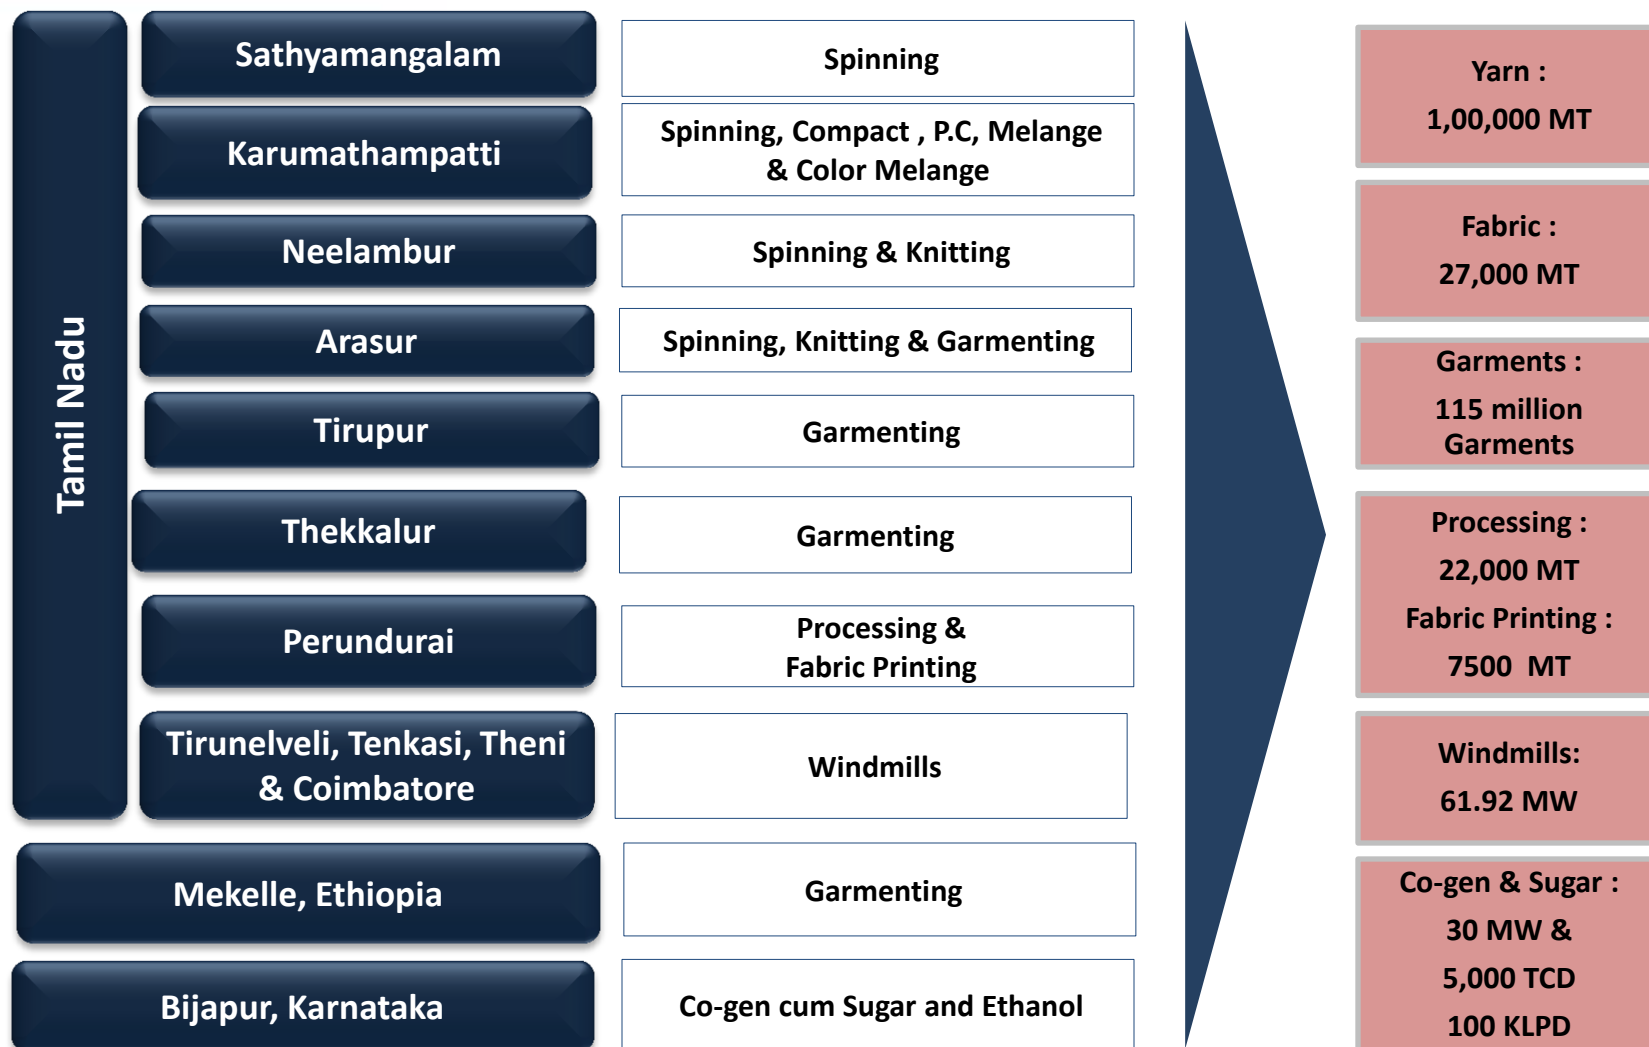 Tamil Nadu
Sathyamangalam
Spinning
Karumathampatti
Spinning, Compact , P.C, Melange
& Color Melange
Neelambur
Spinning & Knitting
Arasur
Spinning, Knitting & Garmenting
Tirupur
Garmenting
Thekkalur
Garmenting
Perundurai
Processing &
Fabric Printing
Tirunelveli, Tenkasi, Theni
& Coimbatore
Windmills
Mekelle, Ethiopia
Garmenting
Bijapur, Karnataka
Co-gen cum Sugar and Ethanol
Yarn :
1,00,000 MT
Fabric :
27,000 MT
Garments :
115 million
Garments
Processing :
22,000 MT
Fabric Printing :
7500 MT
Windmills:
61.92 MW
Co-gen & Sugar :
30 MW &
5,000 TCD
100 KLPD